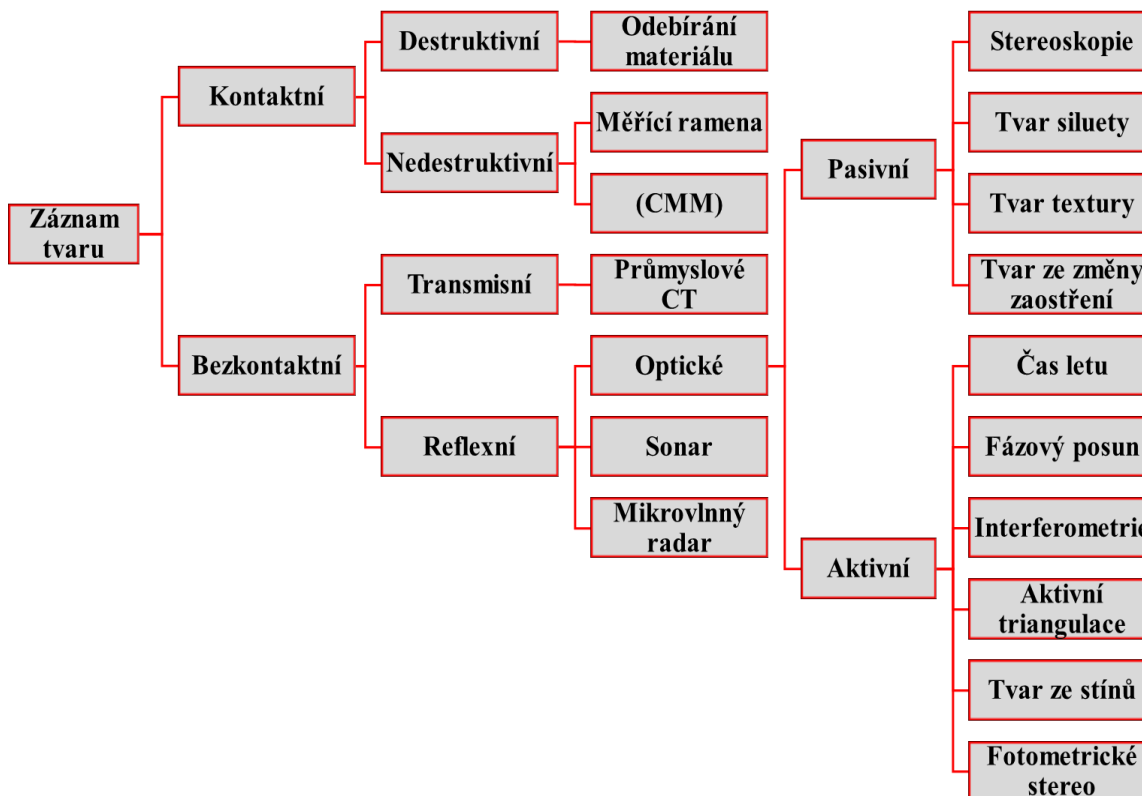 Záznam
tvaru
Kontaktní
Destruktivní
Odebírání
materiálu
Nedestruktivní
Měřící ramena
(CMM)
Bezkontaktní
Transmisní
Průmyslové
CT
Reflexní
Optické
Sonar
Mikrovlnný
radar
Pasivní
Stereoskopie
Tvar siluety
Tvar textury
Tvar ze změny
zaostření
Aktivní
Čas letu
Fázový posun
Interferometrie
Aktivní
triangulace
Tvar ze stínů
Fotometrické
stereo